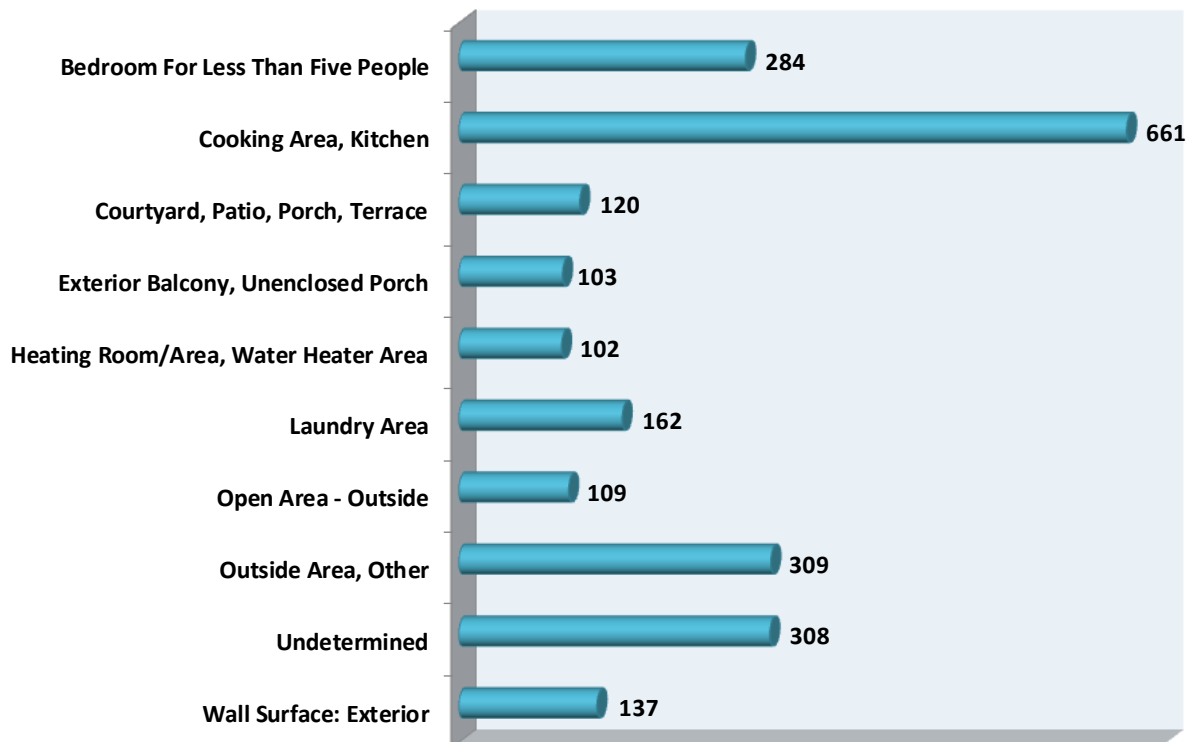 Bedroom For Less Than Five People 284
Cooking Area, Kitchen 661
Courtyard, Patio, Porch, Terrace 120
Exterior Balcony, Unenclosed Porch 103
Heating Room/Area, Water Heater Area 102
Laundry Area 162
Open Area - Outside 109
Outside Area, Other 309
Undetermined 308
Wall Surface: Exterior 137